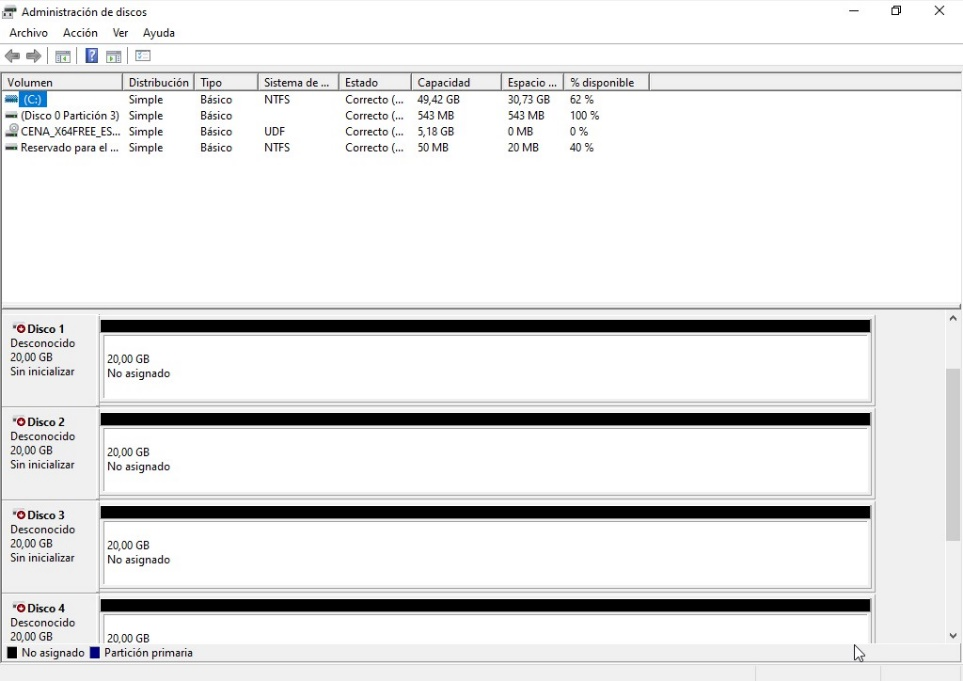 Administración de discos
Archivo Acción Ver Ayuda
Volumen Distribución Tipo Sistema de ... Estado Capacidad Espacio ... % disponible
(C:) Simple Básico NTFS Correcto (... 49,42 GB 30,73 GB 62 %
(Disco 0 Partición 3) Simple Básico Correcto (... 543 MB 543 MB 100 %
CENA_X64FREE_ES... Simple Básico UDF Correcto (... 5,18 GB 0 MB 0 %
Reservado para el ... Simple Básico NTFS Correcto (... 50 MB 20 MB 40 %
Disco 1
Desconocido
20,00 GB
Sin inicializar
20,00 GB
No asignado
Disco 2
Desconocido
20,00 GB
Sin inicializar
20,00 GB
No asignado
Disco 3
Desconocido
20,00 GB
Sin inicializar
20,00 GB
No asignado
Disco 4
Desconocido
20,00 GB
20,00 GB
No asignado Partición primaria